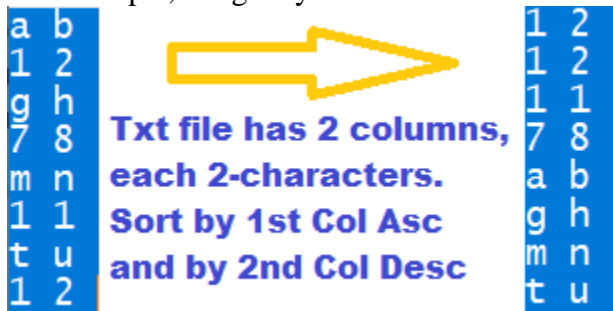 a b
1 2
g h
7 8
m n
1 1
t u
1 2
Txt file has 2 columns,
each 2-characters.
Sort by 1st Col Asc
and by 2nd Col Desc
1 2
1 2
1 1
7 8
a b
g h
m n
t u